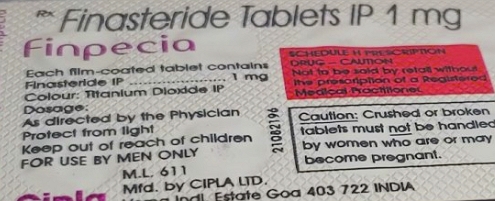 Rx Finasteride Tablets IP 1 mg
Finpecia
Each film-coated tablet contains
Finasteride IP ........................ 1 mg
Colour: Titanium Dioxide IP
Dosage:
As directed by the Physician
Protect from light
Keep out of reach of children
FOR USE BY MEN ONLY
M.L. 611
Mfd. by CIPLA LTD.
Indl. Estate Goa 403 722 INDIA
Cipla
SCHEDULE H PRESCRIPTION
DRUG – CAUTION
Not to be sold by retail without
the prescription of a Registered
Medical Practitioner
21082196
Caution: Crushed or broken
tablets must not be handled
by women who are or may
become pregnant.